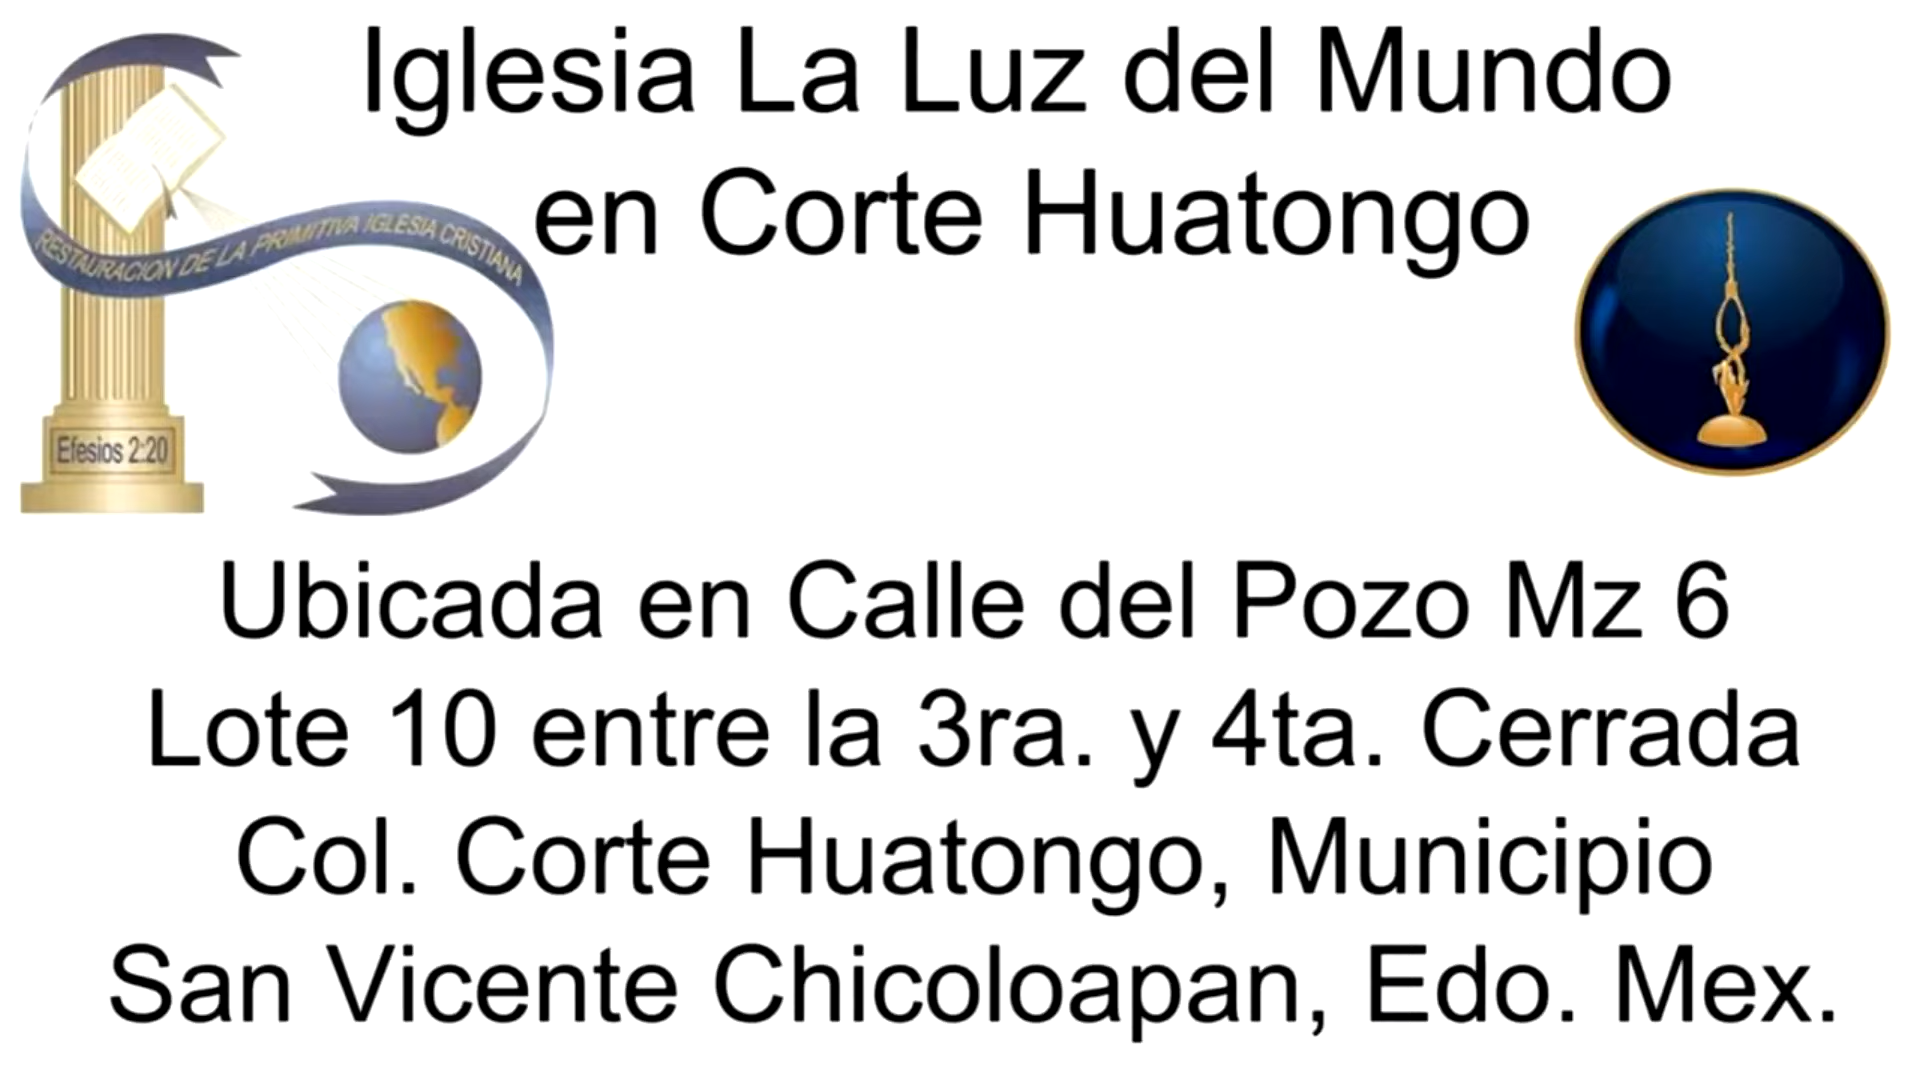 Iglesia La Luz del Mundo
en Corte Huatongo
RESTAURACION DE LA PRIMITIVA IGLESIA CRISTIANA
Efesios 2:20
Ubicada en Calle del Pozo Mz 6
Lote 10 entre la 3ra. y 4ta. Cerrada
Col. Corte Huatongo, Municipio
San Vicente Chicoloapan, Edo. Mex.